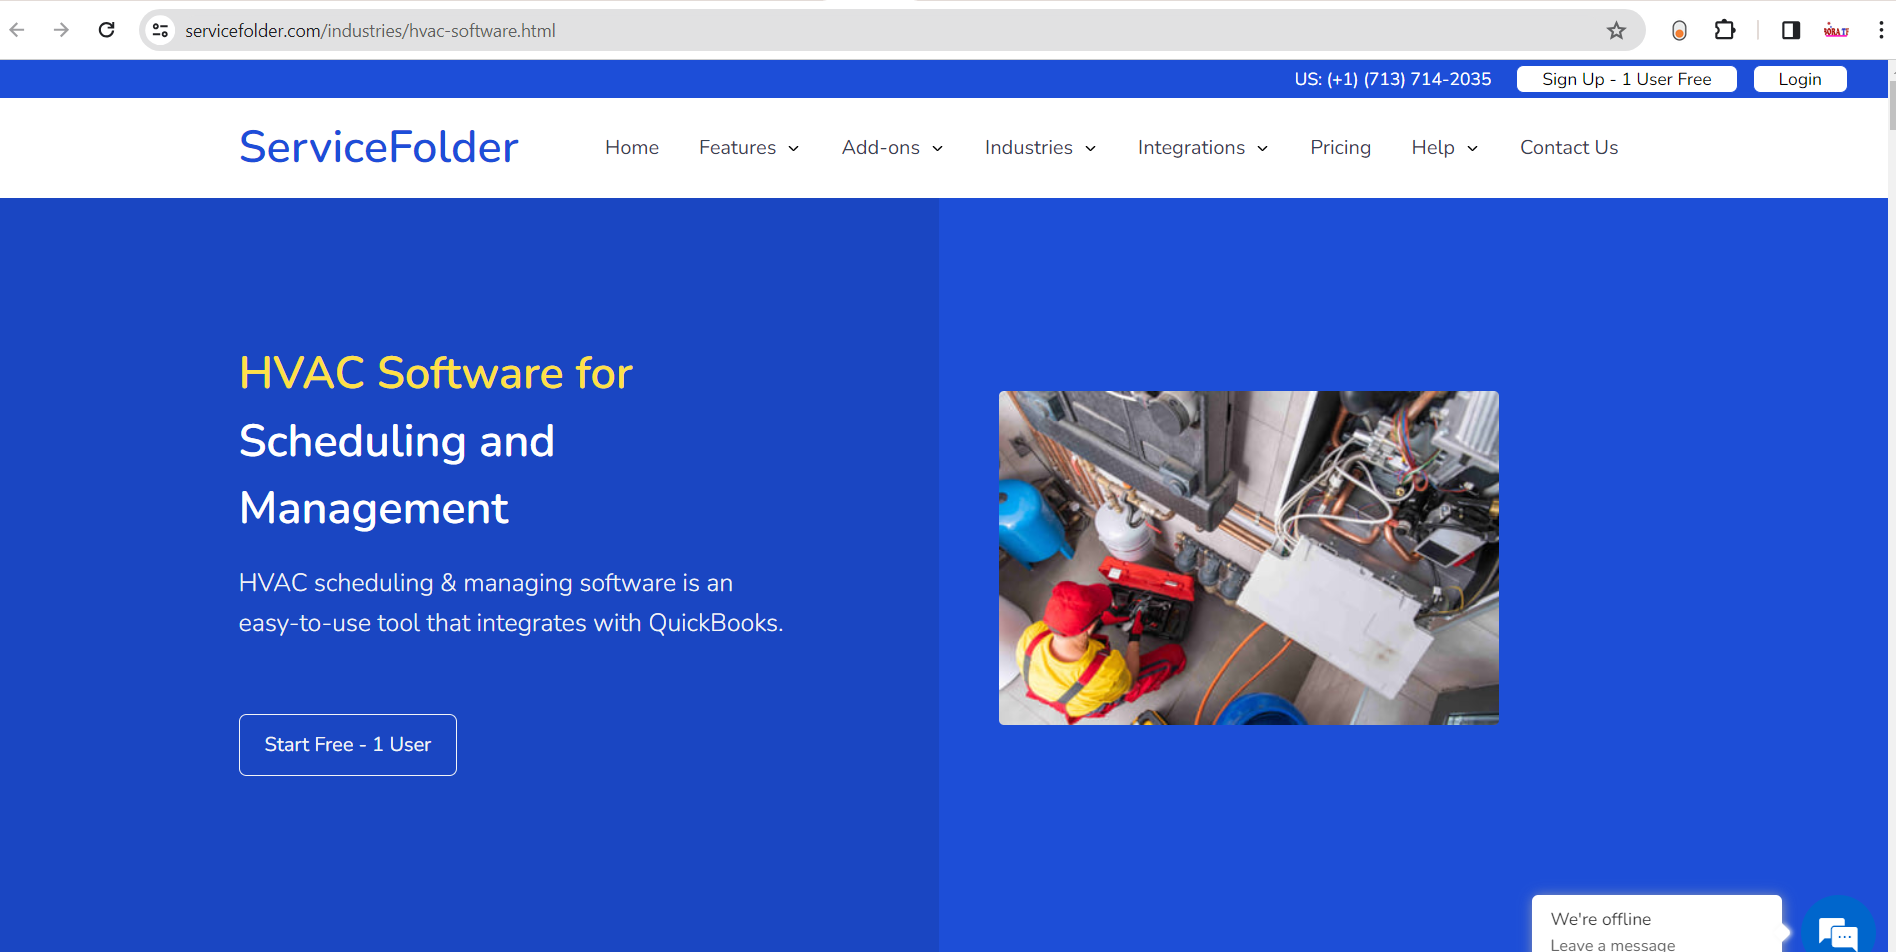 servicefolder.com/industries/hvac-software.html
US: (+1) (713) 714-2035
Sign Up - 1 User Free
Login
ServiceFolder
Home
Features
Add-ons
Industries
Integrations
Pricing
Help
Contact Us
HVAC Software for
Scheduling and
Management
HVAC scheduling & managing software is an
easy-to-use tool that integrates with QuickBooks.
Start Free - 1 User
We're offline
Leave a message